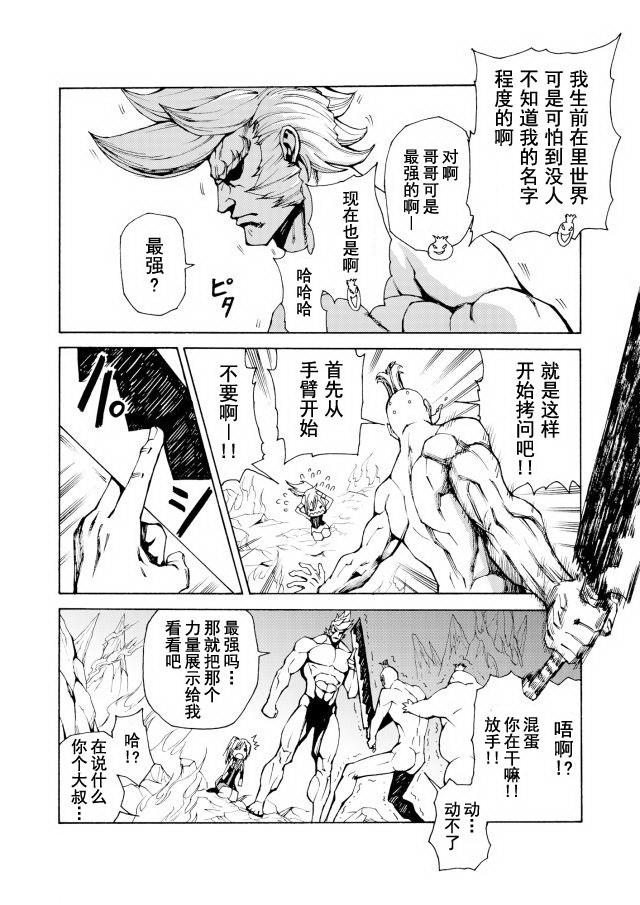 我生前在里世界
可是可怕到没人
不知道我的名字
程度的啊
对啊
哥哥可是
最强的啊—
现在也是啊
哈哈哈
最强?
ピタ
就是这样
开始拷问吧!!
首先从
手臂开始
不要啊—!!
パ。
唔啊!?
混蛋
你在干嘛!!
放手!!
动…
动不了
最强吗…
那就把那个
力量展示给我
看看吧
哈!?
在说什么
你个大叔…